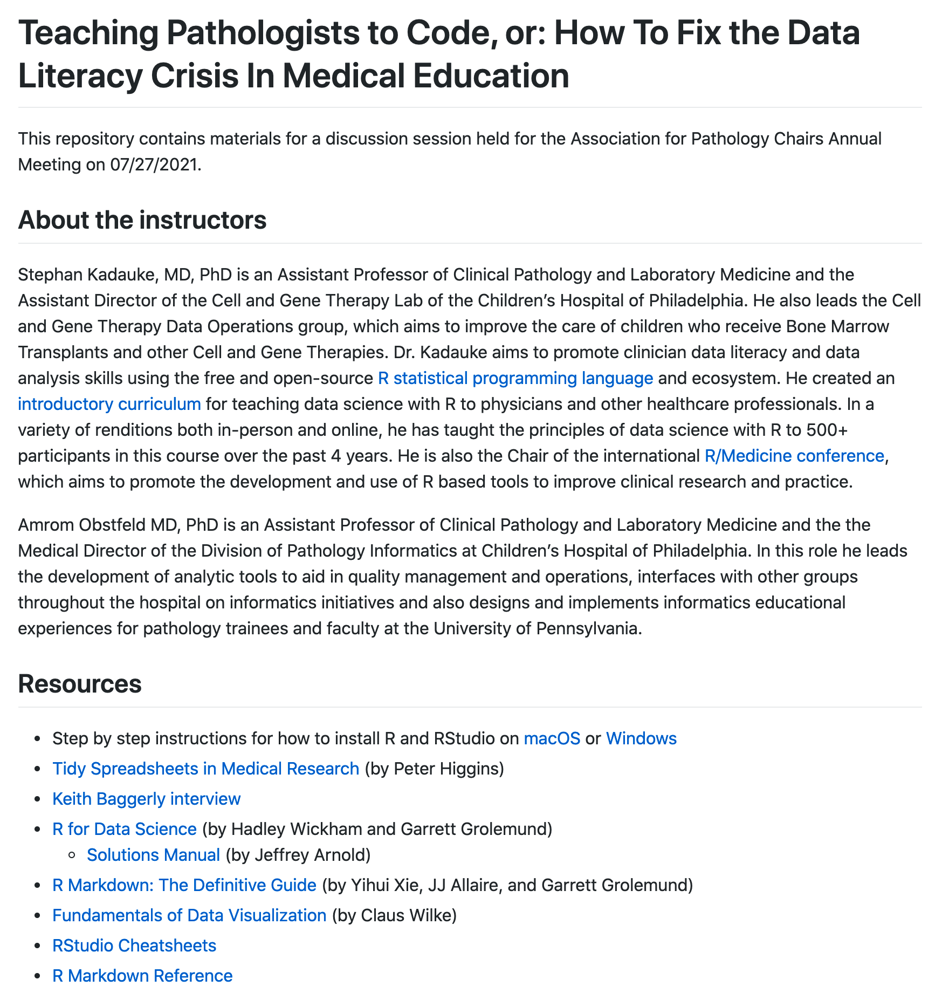 Teaching Pathologists to Code, or: How To Fix the Data
Literacy Crisis In Medical Education
This repository contains materials for a discussion session held for the Association for Pathology Chairs Annual
Meeting on 07/27/2021.
About the instructors
Stephan Kadauke, MD, PhD is an Assistant Professor of Clinical Pathology and Laboratory Medicine and the
Assistant Director of the Cell and Gene Therapy Lab of the Children’s Hospital of Philadelphia. He also leads the Cell
and Gene Therapy Data Operations group, which aims to improve the care of children who receive Bone Marrow
Transplants and other Cell and Gene Therapies. Dr. Kadauke aims to promote clinician data literacy and data
analysis skills using the free and open-source R statistical programming language and ecosystem. He created an
introductory curriculum for teaching data science with R to physicians and other healthcare professionals. In a
variety of renditions both in-person and online, he has taught the principles of data science with R to 500+
participants in this course over the past 4 years. He is also the Chair of the international R/Medicine conference,
which aims to promote the development and use of R based tools to improve clinical research and practice.
Amrom Obstfeld MD, PhD is an Assistant Professor of Clinical Pathology and Laboratory Medicine and the the
Medical Director of the Division of Pathology Informatics at Children’s Hospital of Philadelphia. In this role he leads
the development of analytic tools to aid in quality management and operations, interfaces with other groups
throughout the hospital on informatics initiatives and also designs and implements informatics educational
experiences for pathology trainees and faculty at the University of Pennsylvania.
Resources
• Step by step instructions for how to install R and RStudio on macOS or Windows
• Tidy Spreadsheets in Medical Research (by Peter Higgins)
• Keith Baggerly interview
• R for Data Science (by Hadley Wickham and Garrett Grolemund)
◦ Solutions Manual (by Jeffrey Arnold)
• R Markdown: The Definitive Guide (by Yihui Xie, JJ Allaire, and Garrett Grolemund)
• Fundamentals of Data Visualization (by Claus Wilke)
• RStudio Cheatsheets
• R Markdown Reference